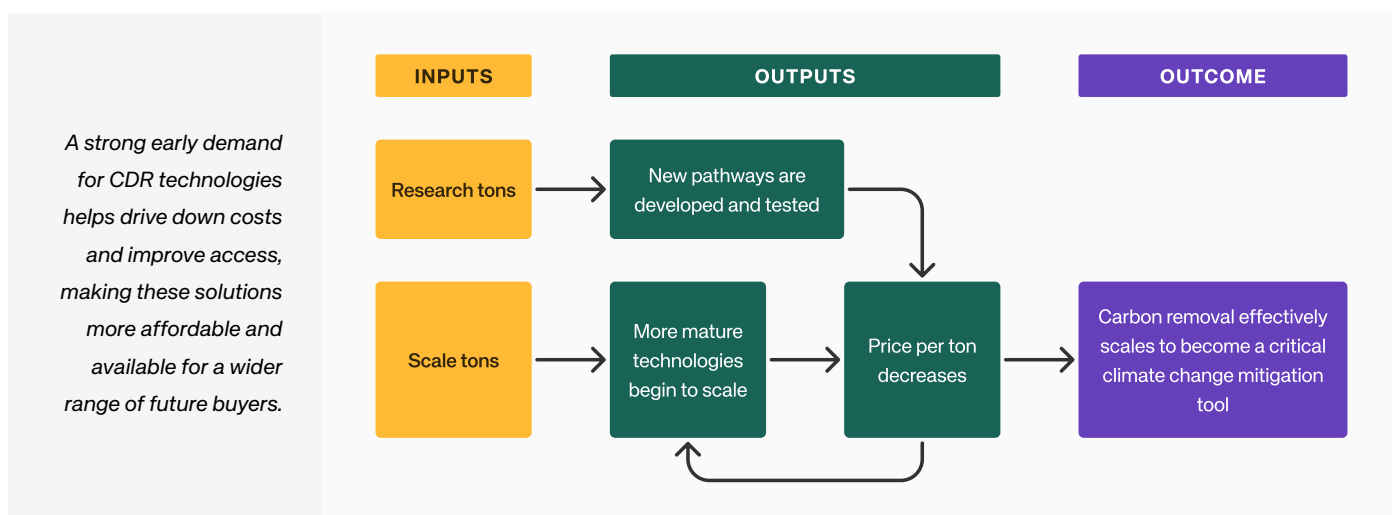 A strong early demand
for CDR technologies
helps drive down costs
and improve access,
making these solutions
more affordable and
available for a wider
range of future buyers.
INPUTS
OUTPUTS
OUTCOME
Research tons
New pathways are
developed and tested
Scale tons
More mature
technologies
begin to scale
Price per ton
decreases
Carbon removal effectively
scales to become a critical
climate change mitigation
tool